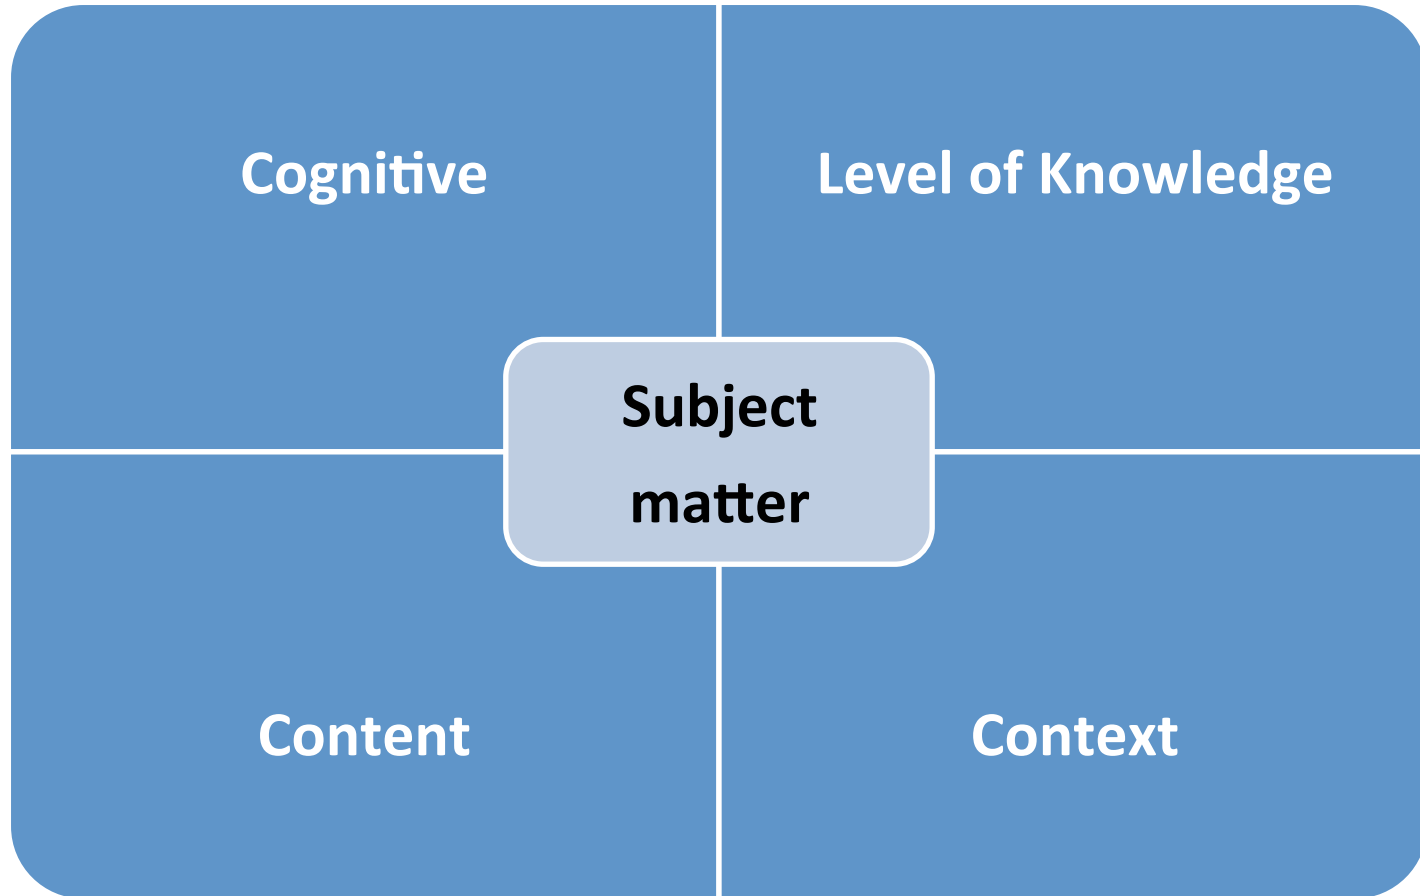 Cognitive
Level of Knowledge
Subject
matter
Content
Context